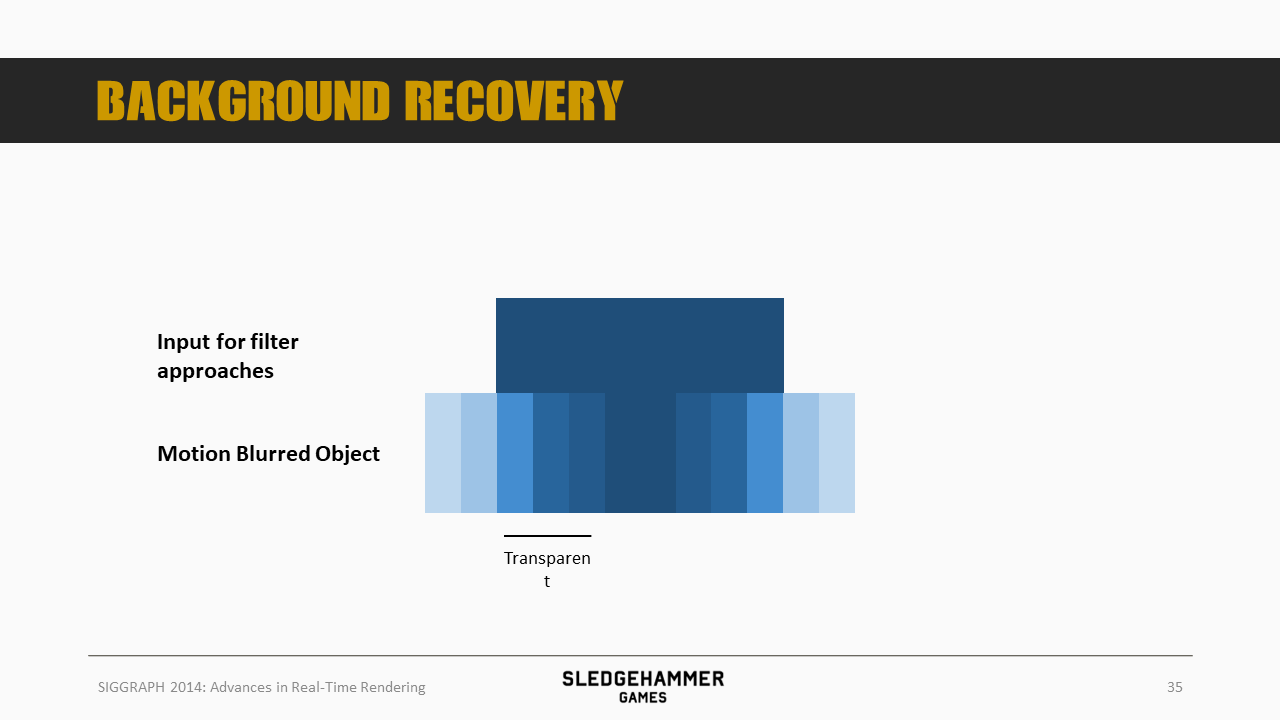 BACKGROUND RECOVERY
Input for filter
approaches
Motion Blurred Object
Transparen
t
SIGGRAPH 2014: Advances in Real-Time Rendering
SLEDGEHAMMER
GAMES
35